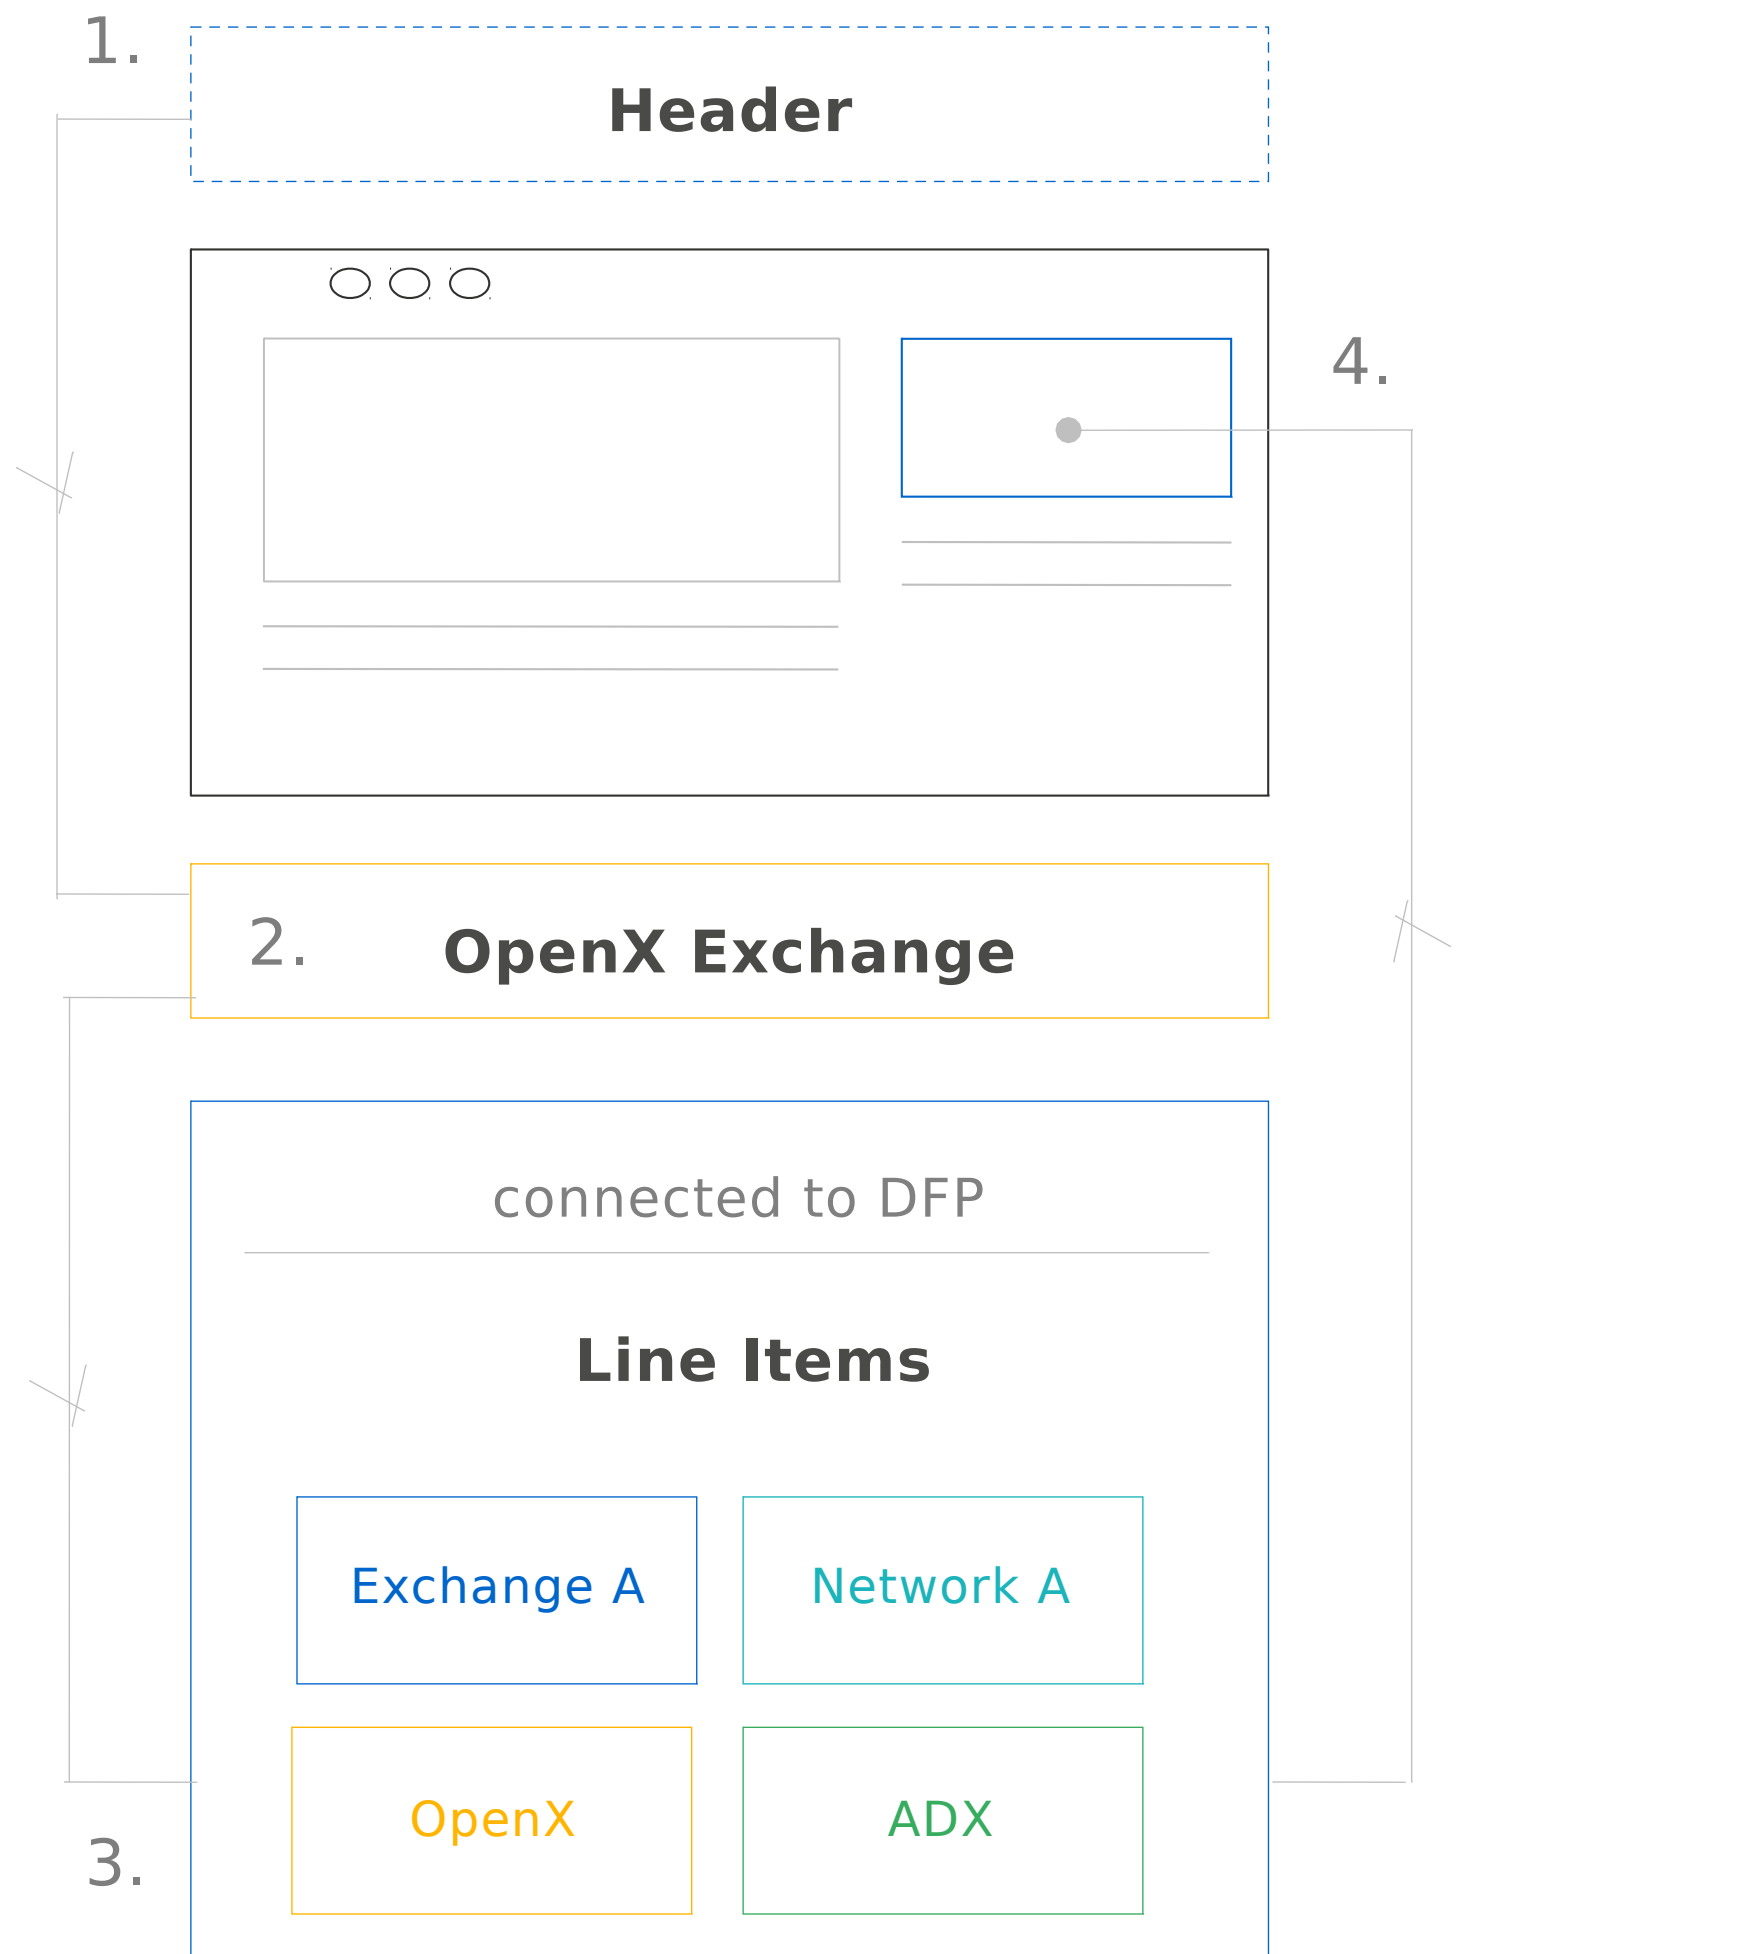 1.
Header
4.
2.
OpenX Exchange
connected to DFP
Line Items
Exchange A
Network A
OpenX
ADX
3.